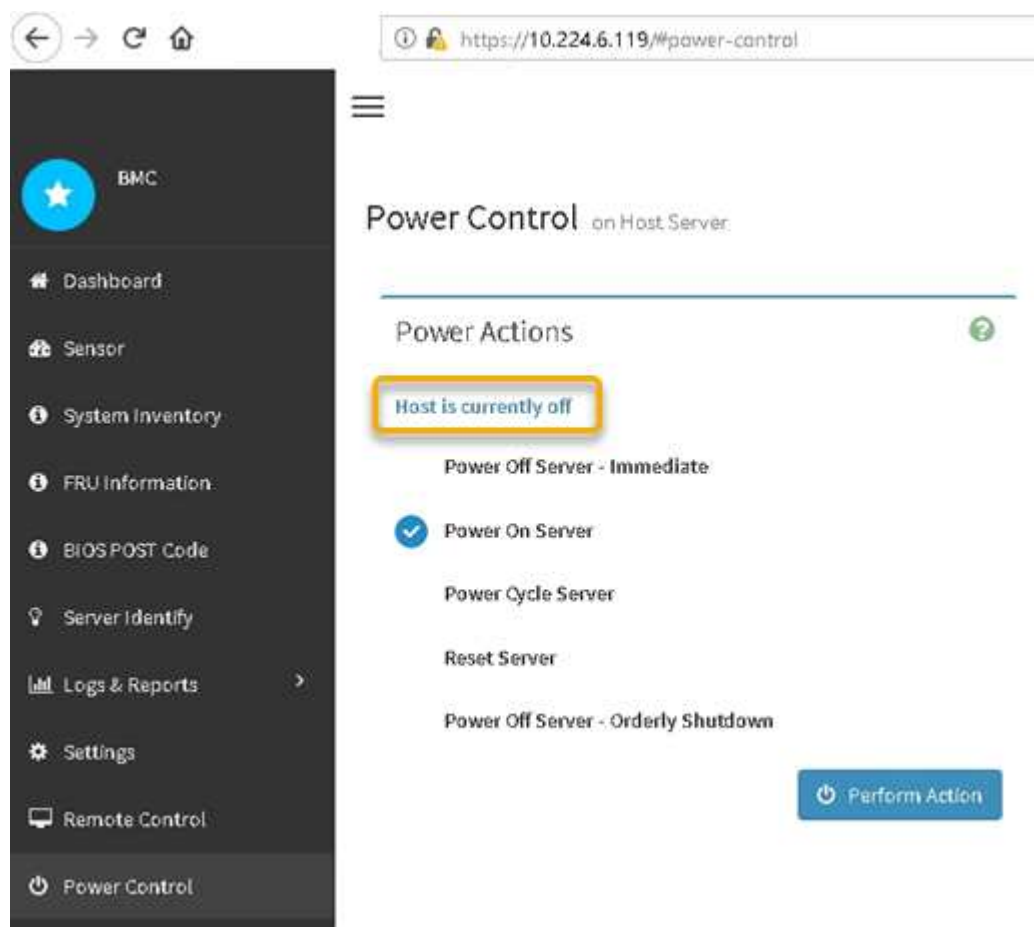 https://10.224.6.119/#power-control
BMC
Power Control on Host Server
Dashboard
Power Actions
Sensor
Host is currently off
System Inventory
Power Off Server - Immediate
FRU Information
Power On Server
BIOS POST Code
Power Cycle Server
Server Identify
Reset Server
Logs & Reports
Power Off Server - Orderly Shutdown
Settings
Perform Action
Remote Control
Power Control